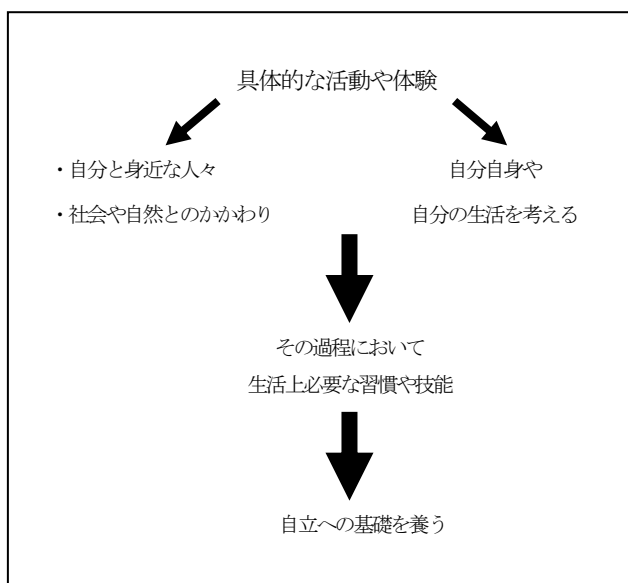 具体的な活動や体験
・自分と身近な人々
・社会や自然とのかかわり
自分自身や
自分の生活を考える
その過程において
生活上必要な習慣や技能
自立への基礎を養う